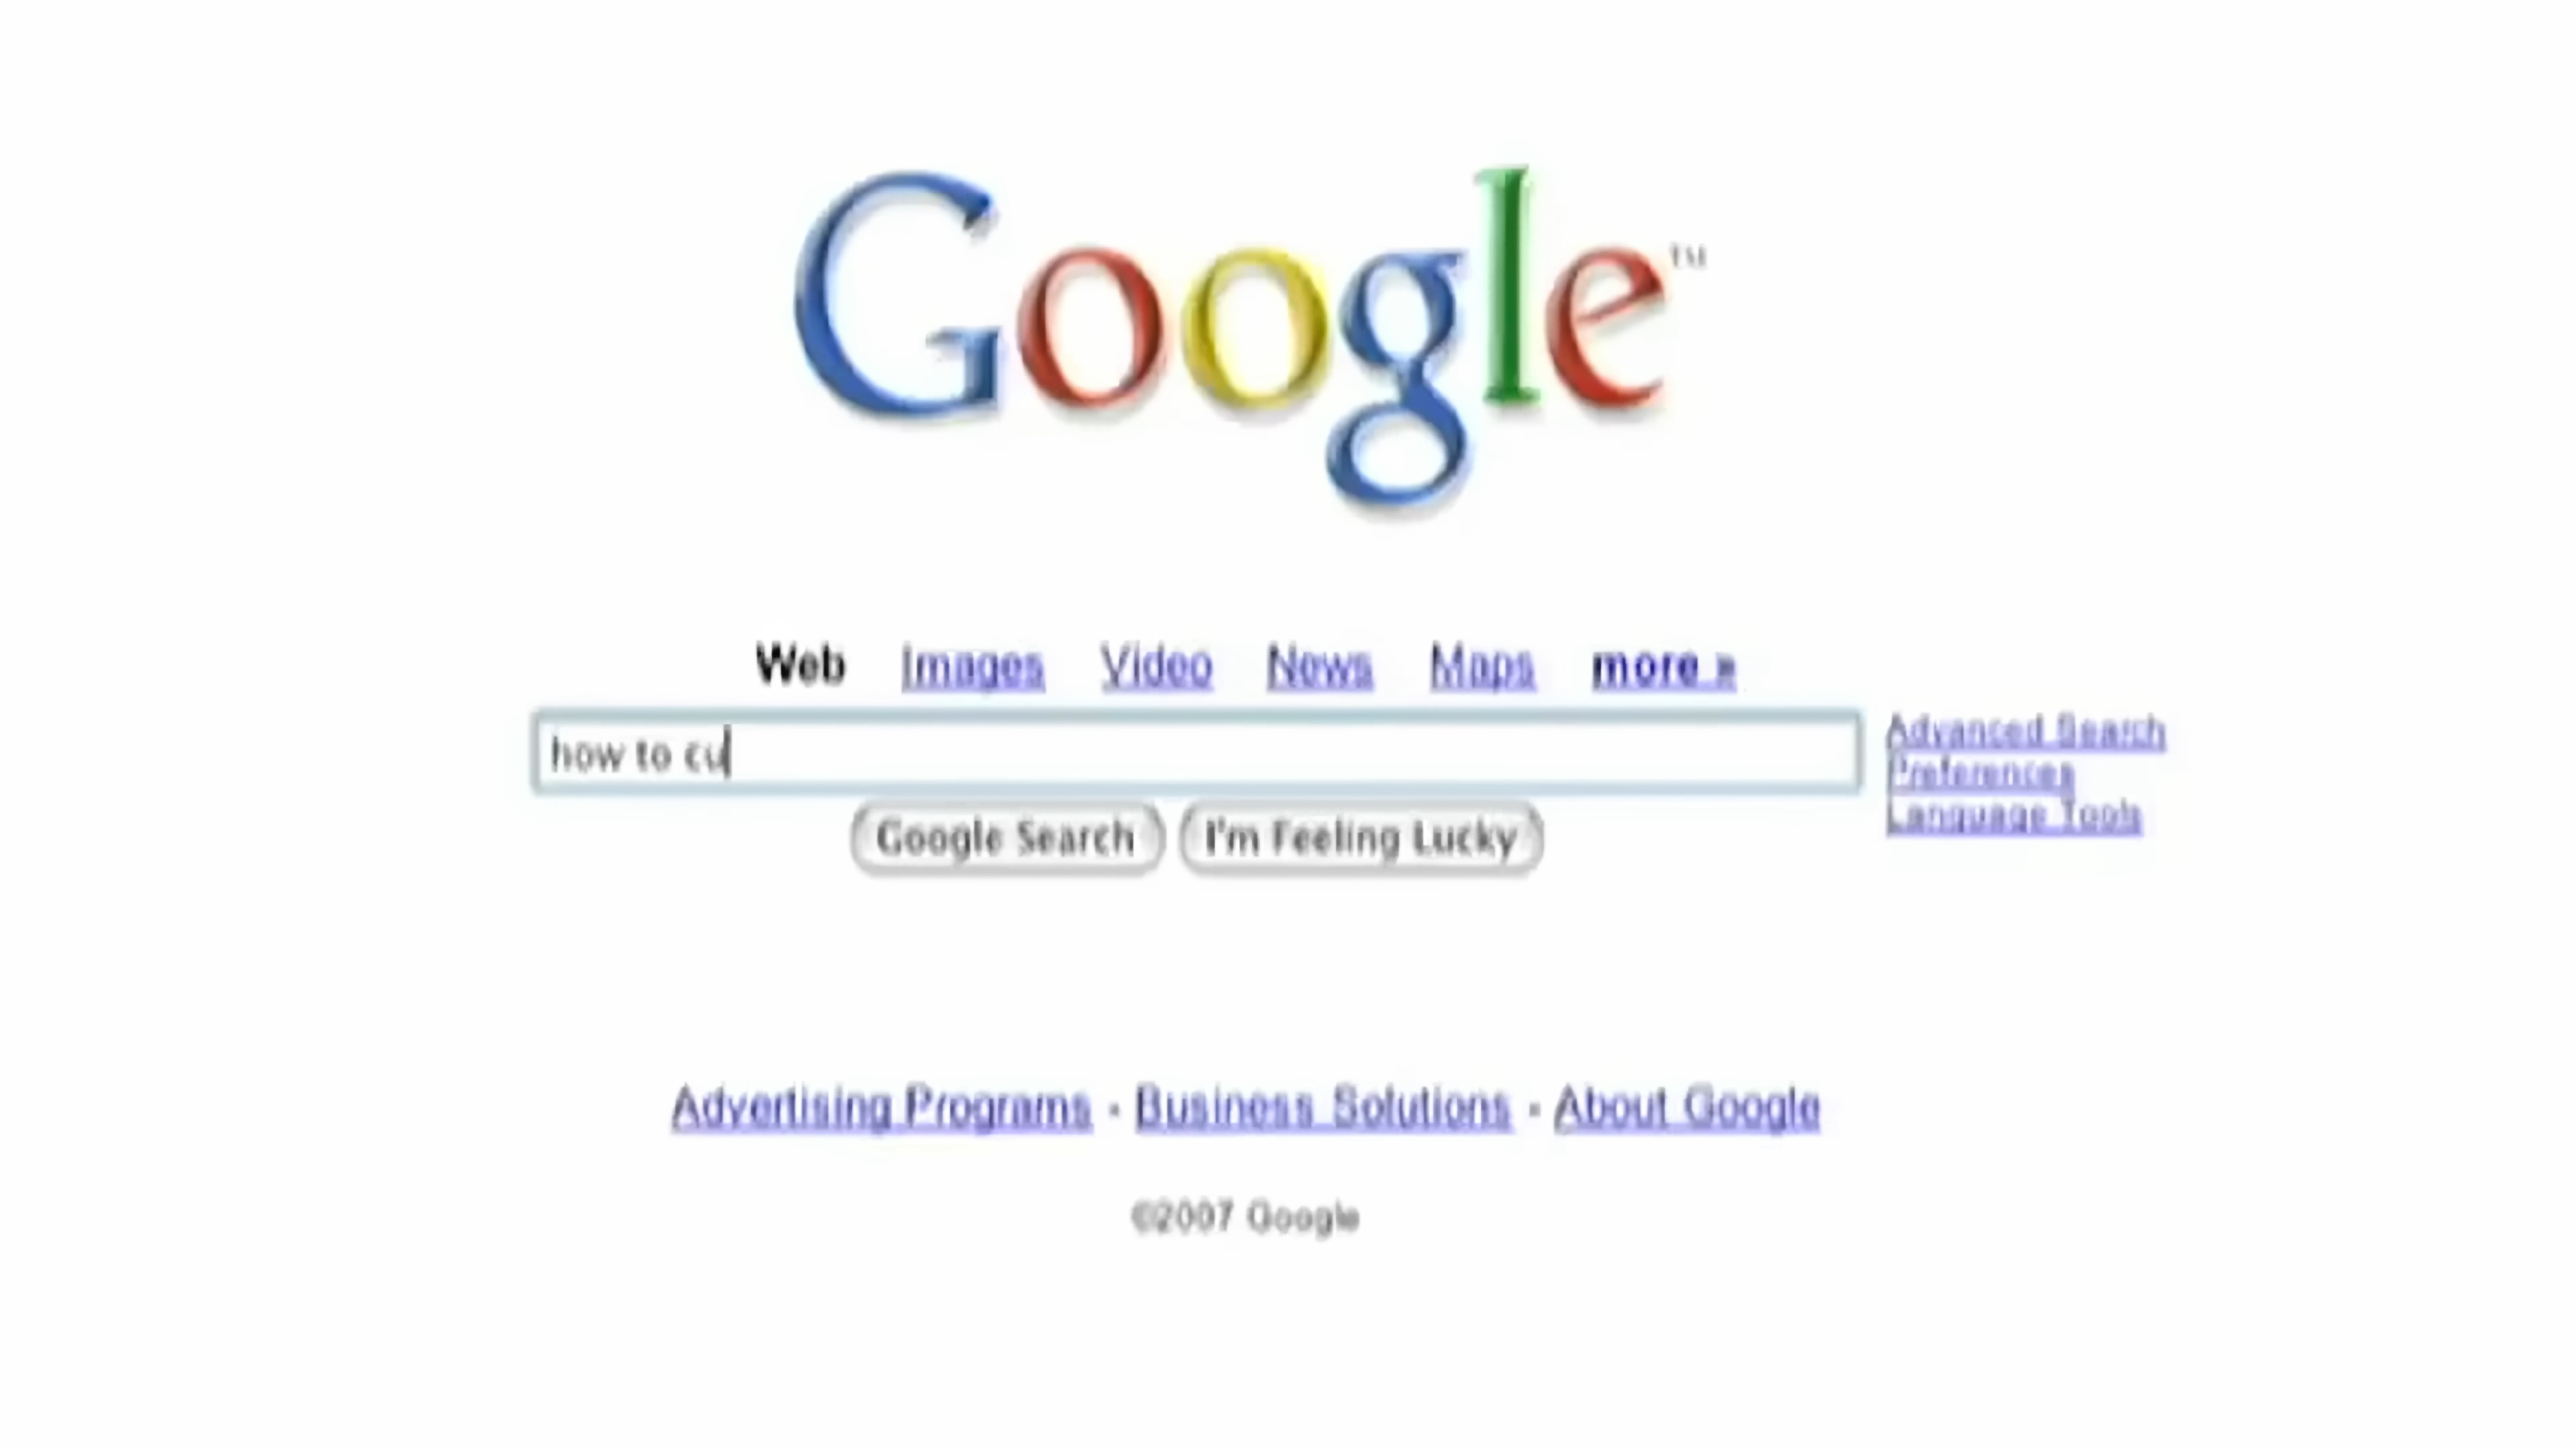 Google™
Web Images Video News Maps more »
how to cu
Advanced Search
Preferences
Language Tools
Google Search I'm Feeling Lucky
Advertising Programs - Business Solutions - About Google
©2007 Google